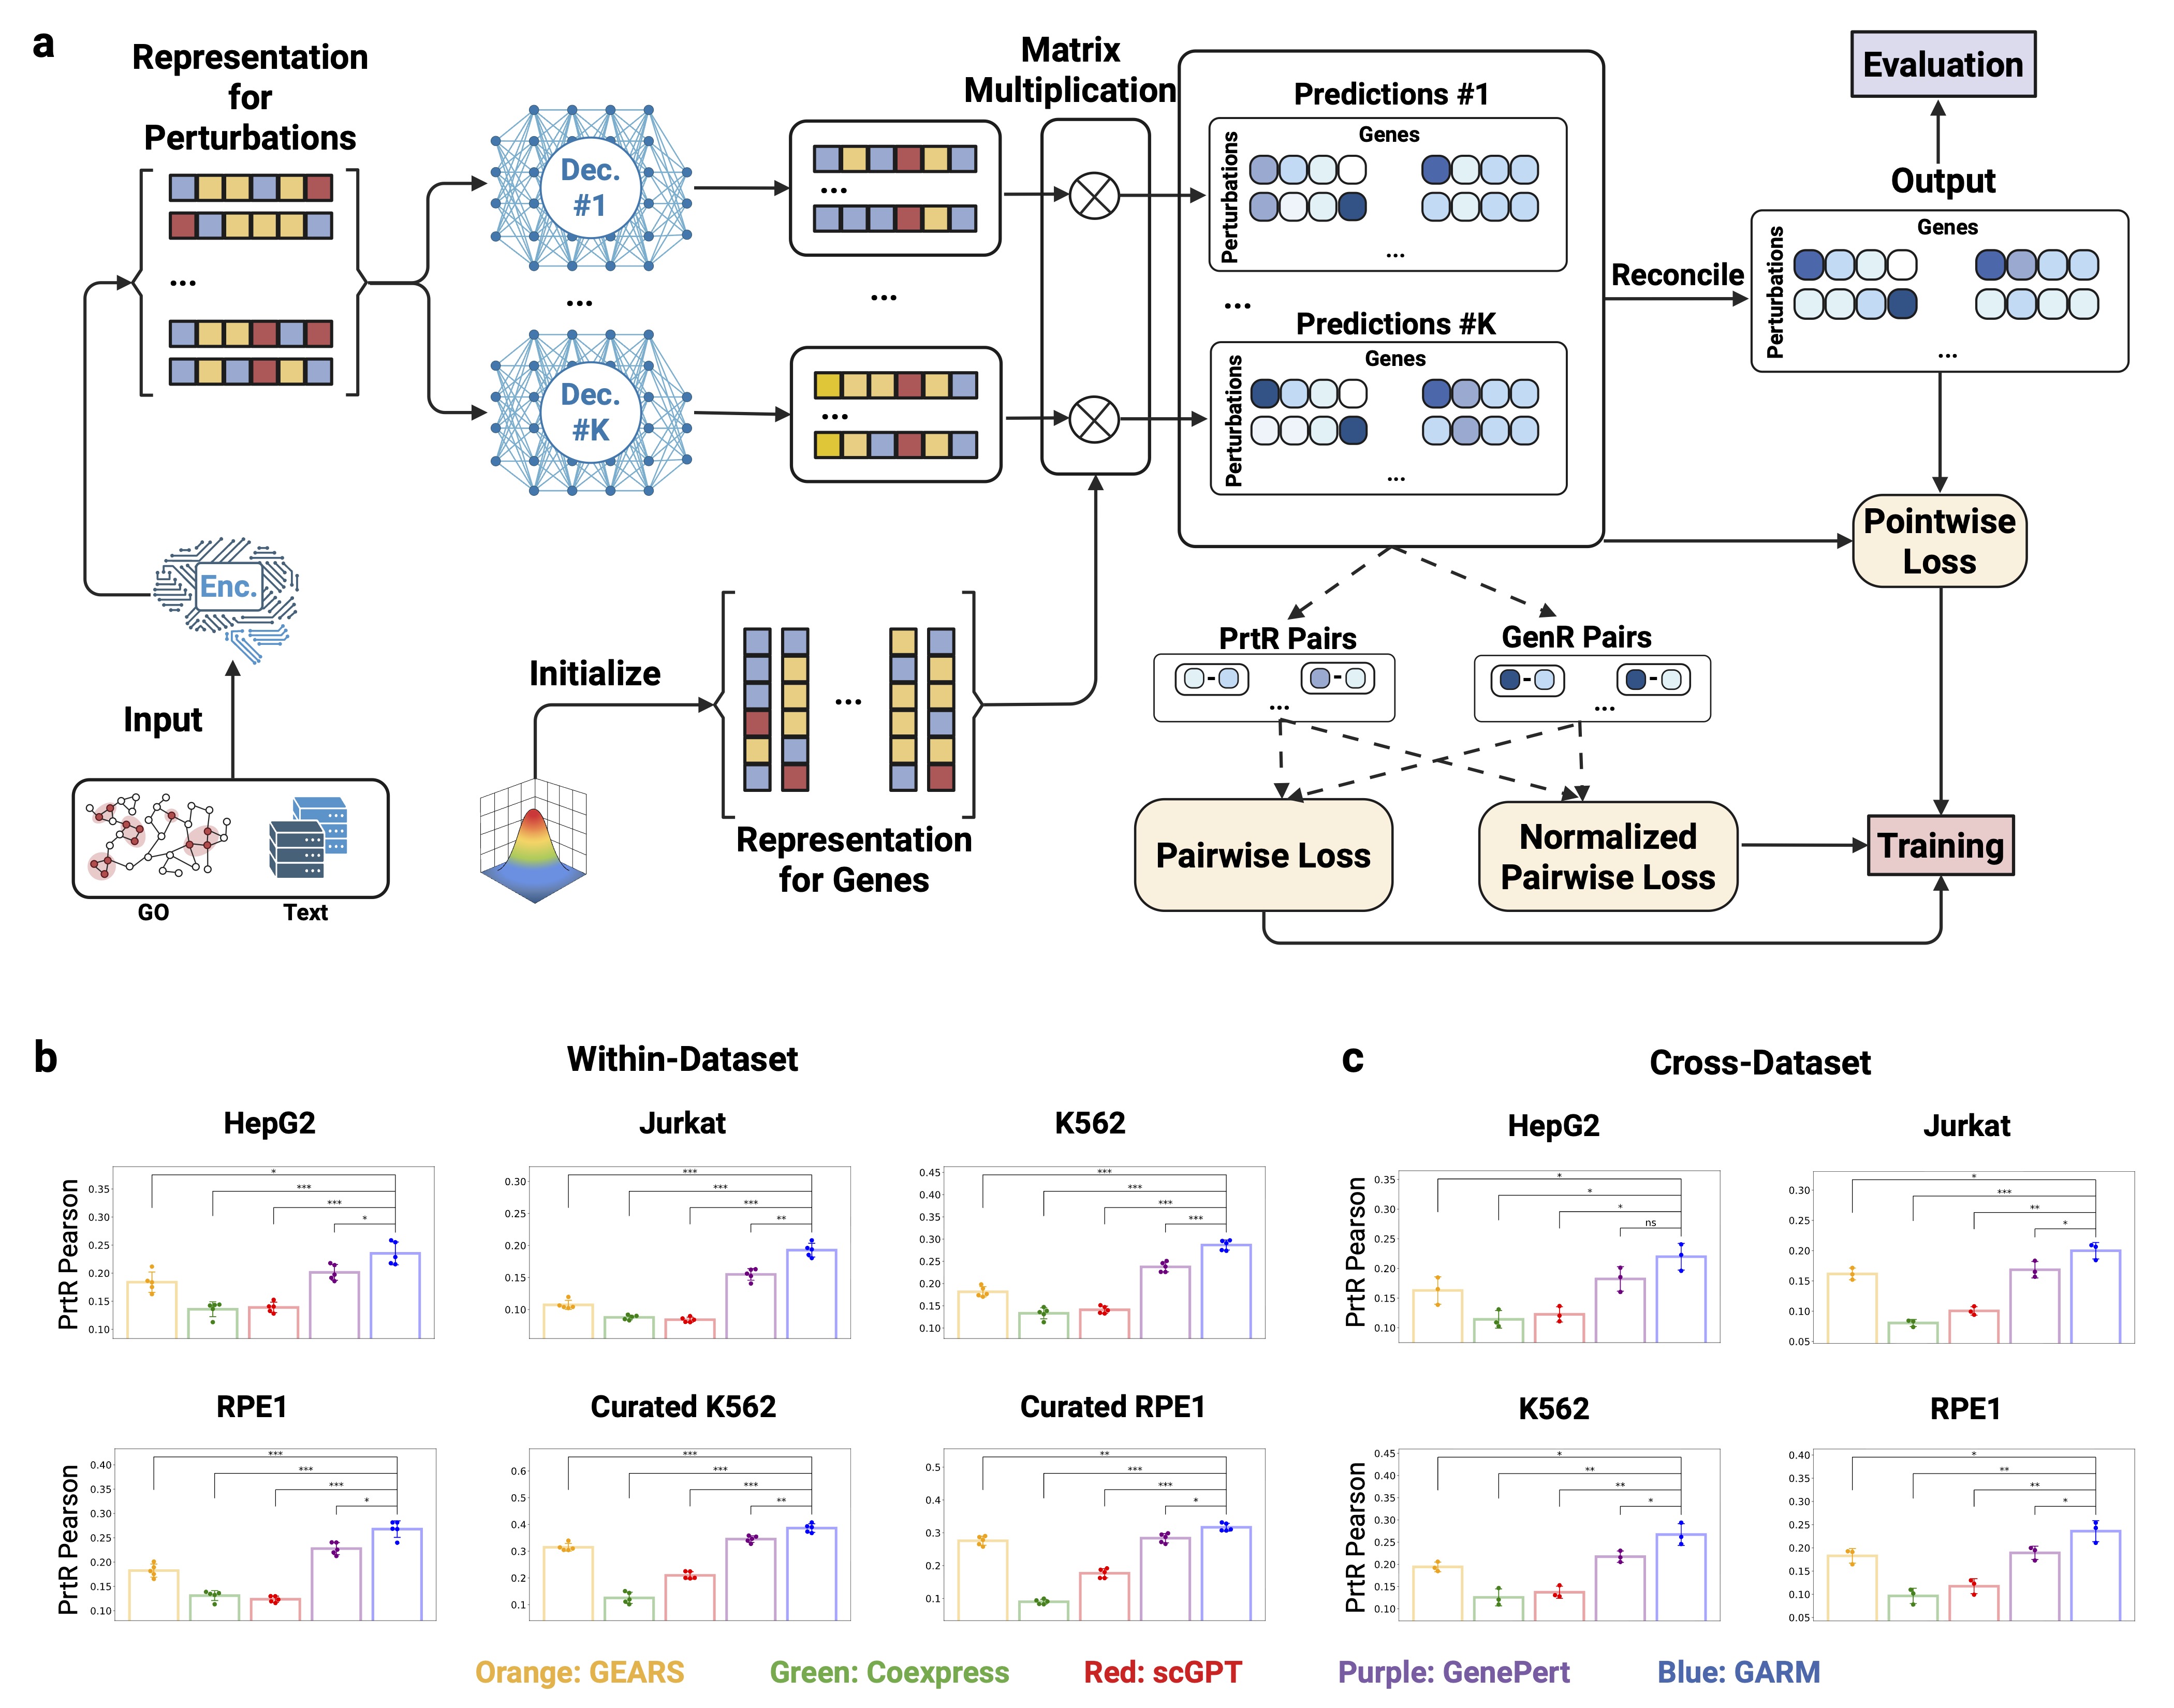 a
Representation
for
Perturbations
...
Enc.
Input
GO
Text
Dec.
#1
...
Dec.
#K
...
...
...
Initialize
...
Representation
for Genes
Matrix
Multiplication
Predictions #1
Genes
Perturbations
...
...
Predictions #K
Genes
Perturbations
...
Reconcile
Evaluation
Output
Genes
Perturbations
...
Pointwise
Loss
PrtR Pairs
-
-
...
GenR Pairs
-
-
...
Pairwise Loss
Normalized
Pairwise Loss
Training
b
Within-Dataset
HepG2
PrtR Pearson
0.35
0.30
0.25
0.20
0.15
0.10
*
***
***
*
Jurkat
0.30
0.25
0.20
0.15
0.10
***
***
***
**
K562
0.45
0.40
0.35
0.30
0.25
0.20
0.15
0.10
***
***
***
***
RPE1
PrtR Pearson
0.40
0.35
0.30
0.25
0.20
0.15
0.10
***
***
***
*
Curated K562
0.6
0.5
0.4
0.3
0.2
0.1
***
***
***
**
Curated RPE1
0.5
0.4
0.3
0.2
0.1
**
***
***
*
c
Cross-Dataset
HepG2
PrtR Pearson
0.35
0.30
0.25
0.20
0.15
0.10
*
*
*
ns
Jurkat
0.30
0.25
0.20
0.15
0.10
0.05
*
***
**
*
K562
PrtR Pearson
0.45
0.40
0.35
0.30
0.25
0.20
0.15
0.10
*
**
**
*
RPE1
0.40
0.35
0.30
0.25
0.20
0.15
0.10
0.05
*
**
**
*
Orange: GEARS
Green: Coexpress
Red: scGPT
Purple: GenePert
Blue: GARM